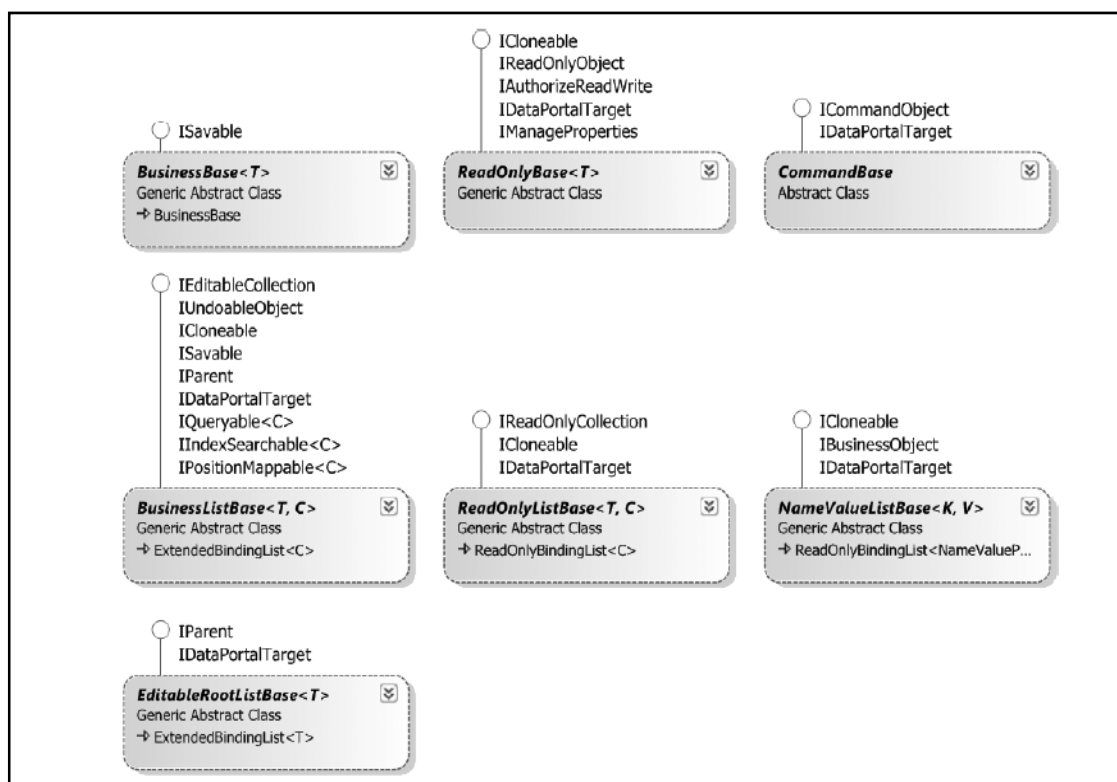 ISavable
BusinessBase<T>
Generic Abstract Class
BusinessBase
ICloneable
IReadOnlyObject
IAuthorizeReadWrite
IDataPortalTarget
IManageProperties
ReadOnlyBase<T>
Generic Abstract Class
ICommandObject
IDataPortalTarget
CommandBase
Abstract Class
IEditableCollection
IUndoableObject
ICloneable
ISavable
IParent
IDataPortalTarget
IQueryable<C>
IIndexSearchable<C>
IPositionMappable<C>
BusinessListBase<T, C>
Generic Abstract Class
ExtendedBindingList<C>
IReadOnlyCollection
ICloneable
IDataPortalTarget
ReadOnlyListBase<T, C>
Generic Abstract Class
ReadOnlyBindingList<C>
ICloneable
IBusinessObject
IDataPortalTarget
NameValueListBase<K, V>
Generic Abstract Class
ReadOnlyBindingList<NameValueP...
IParent
IDataPortalTarget
EditableRootListBase<T>
Generic Abstract Class
ExtendedBindingList<T>